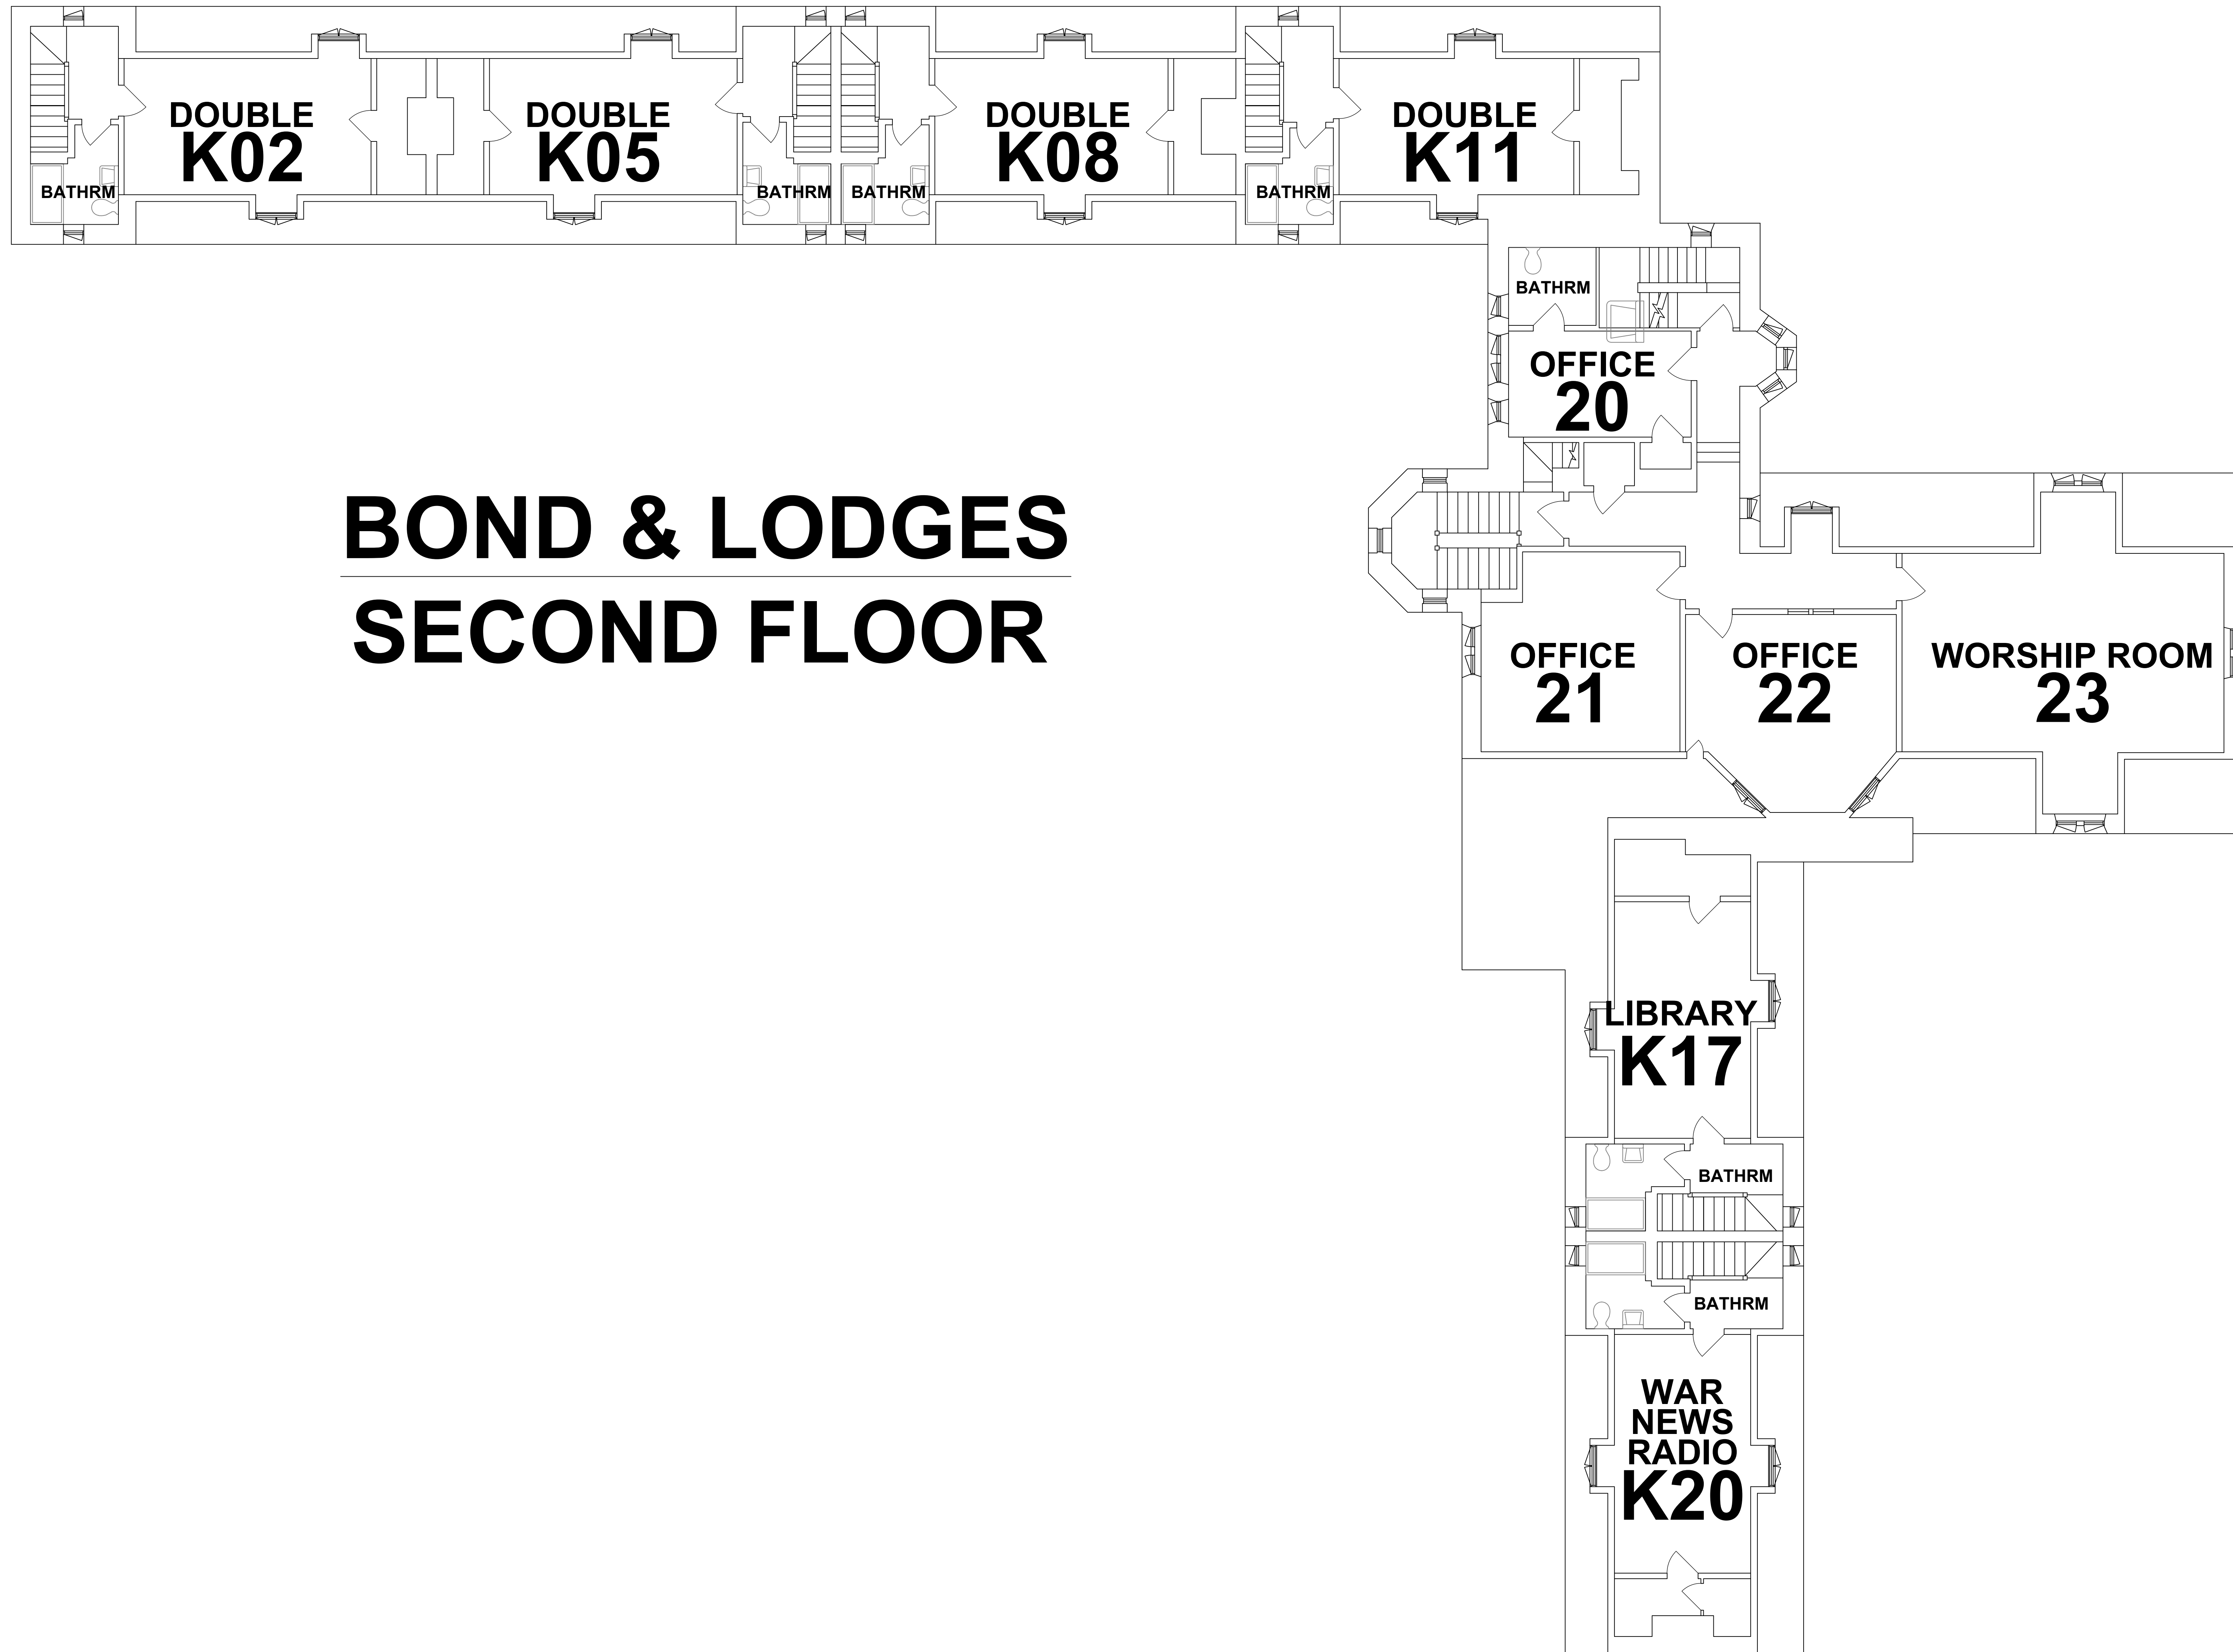 DOUBLE
K02
BATHRM
DOUBLE
K05
BATHRM
BATHRM
DOUBLE
K08
BATHRM
DOUBLE
K11
BATHRM
OFFICE
20
BOND & LODGES
SECOND FLOOR
OFFICE
21
OFFICE
22
WORSHIP ROOM
23
LIBRARY
K17
BATHRM
BATHRM
WAR
NEWS
RADIO
K20